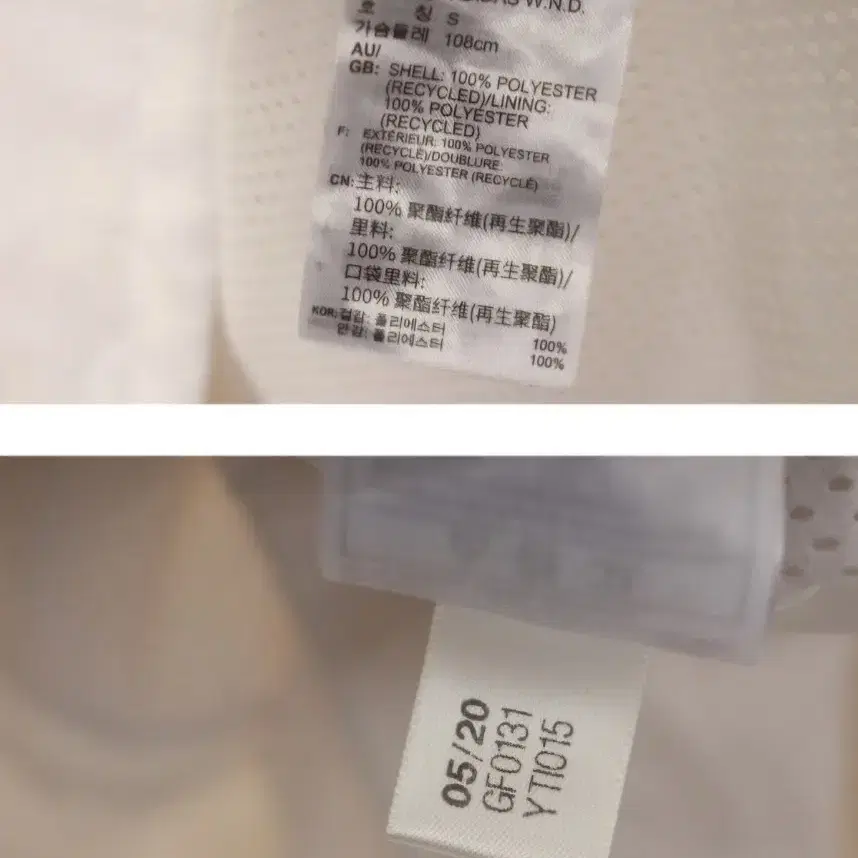 W.N.D.
호 칭 S
가슴둘레 108cm
AU/
GB: SHELL: 100% POLYESTER
(RECYCLED)/LINING:
100% POLYESTER
(RECYCLED)
F: EXTÉRIEUR: 100% POLYESTER
(RECYCLÉ)/DOUBLURE:
100% POLYESTER (RECYCLÉ)
CN: 主料:
100% 聚酯纤维(再生聚酯)/
里料:
100% 聚酯纤维(再生聚酯)/
口袋里料:
100% 聚酯纤维(再生聚酯)
KOR: 겉감: 폴리에스터 100%
안감: 폴리에스터 100%
05/20
GF0131
YTI015